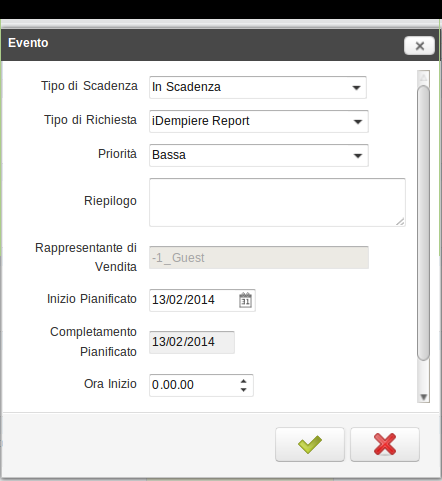 Evento
Tipo di Scadenza In Scadenza
Tipo di Richiesta iDempiere Report
Priorità Bassa
Riepilogo
Rappresentante di
Vendita
-1_Guest
Inizio Pianificato 13/02/2014 31
Completamento
Pianificato
13/02/2014
Ora Inizio 0.00.00